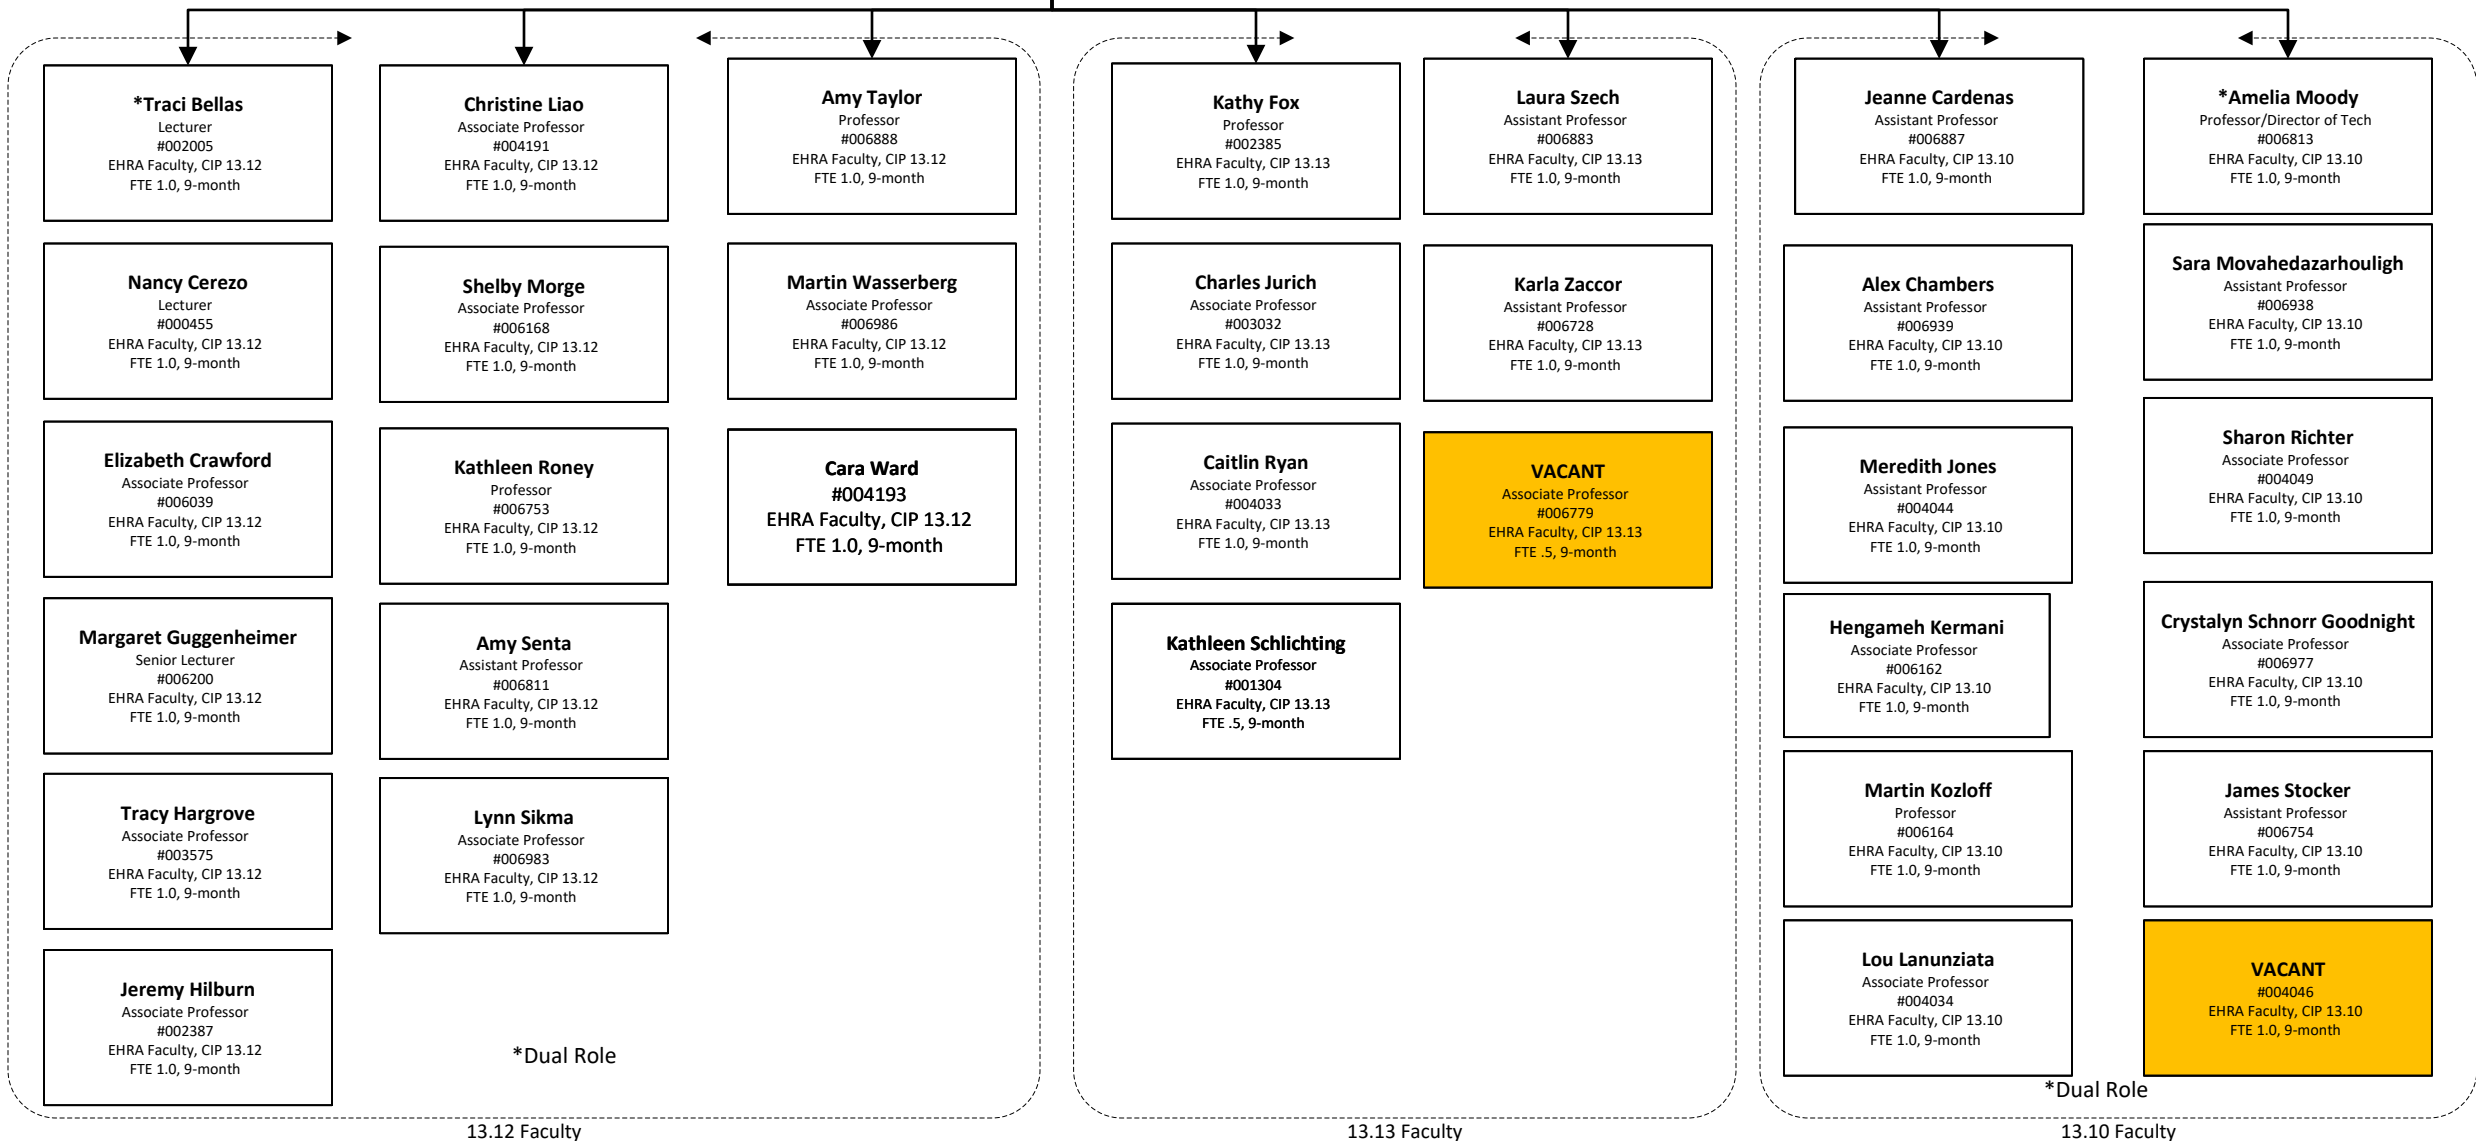 *Traci Bellas
Lecturer
#002005
EHRA Faculty, CIP 13.12
FTE 1.0, 9-month
Nancy Cerezo
Lecturer
#000455
EHRA Faculty, CIP 13.12
FTE 1.0, 9-month
Elizabeth Crawford
Associate Professor
#006039
EHRA Faculty, CIP 13.12
FTE 1.0, 9-month
Margaret Guggenheimer
Senior Lecturer
#006200
EHRA Faculty, CIP 13.12
FTE 1.0, 9-month
Tracy Hargrove
Associate Professor
#003575
EHRA Faculty, CIP 13.12
FTE 1.0, 9-month
Jeremy Hilburn
Associate Professor
#002387
EHRA Faculty, CIP 13.12
FTE 1.0, 9-month
Christine Liao
Associate Professor
#004191
EHRA Faculty, CIP 13.12
FTE 1.0, 9-month
Shelby Morge
Associate Professor
#006168
EHRA Faculty, CIP 13.12
FTE 1.0, 9-month
Kathleen Roney
Professor
#006753
EHRA Faculty, CIP 13.12
FTE 1.0, 9-month
Amy Senta
Assistant Professor
#006811
EHRA Faculty, CIP 13.12
FTE 1.0, 9-month
Lynn Sikma
Associate Professor
#006983
EHRA Faculty, CIP 13.12
FTE 1.0, 9-month
Amy Taylor
Professor
#006888
EHRA Faculty, CIP 13.12
FTE 1.0, 9-month
Martin Wasserberg
Associate Professor
#006986
EHRA Faculty, CIP 13.12
FTE 1.0, 9-month
Cara Ward
#004193
EHRA Faculty, CIP 13.12
FTE 1.0, 9-month
*Dual Role
13.12 Faculty
Kathy Fox
Professor
#002385
EHRA Faculty, CIP 13.13
FTE 1.0, 9-month
Charles Jurich
Associate Professor
#003032
EHRA Faculty, CIP 13.13
FTE 1.0, 9-month
Caitlin Ryan
Associate Professor
#004033
EHRA Faculty, CIP 13.13
FTE 1.0, 9-month
Kathleen Schlichting
Associate Professor
#001304
EHRA Faculty, CIP 13.13
FTE .5, 9-month
Laura Szech
Assistant Professor
#006883
EHRA Faculty, CIP 13.13
FTE 1.0, 9-month
Karla Zaccor
Assistant Professor
#006728
EHRA Faculty, CIP 13.13
FTE 1.0, 9-month
VACANT
Associate Professor
#006779
EHRA Faculty, CIP 13.13
FTE .5, 9-month
13.13 Faculty
Jeanne Cardenas
Assistant Professor
#006887
EHRA Faculty, CIP 13.10
FTE 1.0, 9-month
Alex Chambers
Assistant Professor
#006939
EHRA Faculty, CIP 13.10
FTE 1.0, 9-month
Meredith Jones
Assistant Professor
#004044
EHRA Faculty, CIP 13.10
FTE 1.0, 9-month
Hengameh Kermani
Associate Professor
#006162
EHRA Faculty, CIP 13.10
FTE 1.0, 9-month
Martin Kozloff
Professor
#006164
EHRA Faculty, CIP 13.10
FTE 1.0, 9-month
Lou Lanunziata
Associate Professor
#004034
EHRA Faculty, CIP 13.10
FTE 1.0, 9-month
*Amelia Moody
Professor/Director of Tech
#006813
EHRA Faculty, CIP 13.10
FTE 1.0, 9-month
Sara Movahedazarhouligh
Assistant Professor
#006938
EHRA Faculty, CIP 13.10
FTE 1.0, 9-month
Sharon Richter
Associate Professor
#004049
EHRA Faculty, CIP 13.10
FTE 1.0, 9-month
Crystalyn Schnorr Goodnight
Associate Professor
#006977
EHRA Faculty, CIP 13.10
FTE 1.0, 9-month
James Stocker
Assistant Professor
#006754
EHRA Faculty, CIP 13.10
FTE 1.0, 9-month
VACANT
#004046
EHRA Faculty, CIP 13.10
FTE 1.0, 9-month
*Dual Role
13.10 Faculty